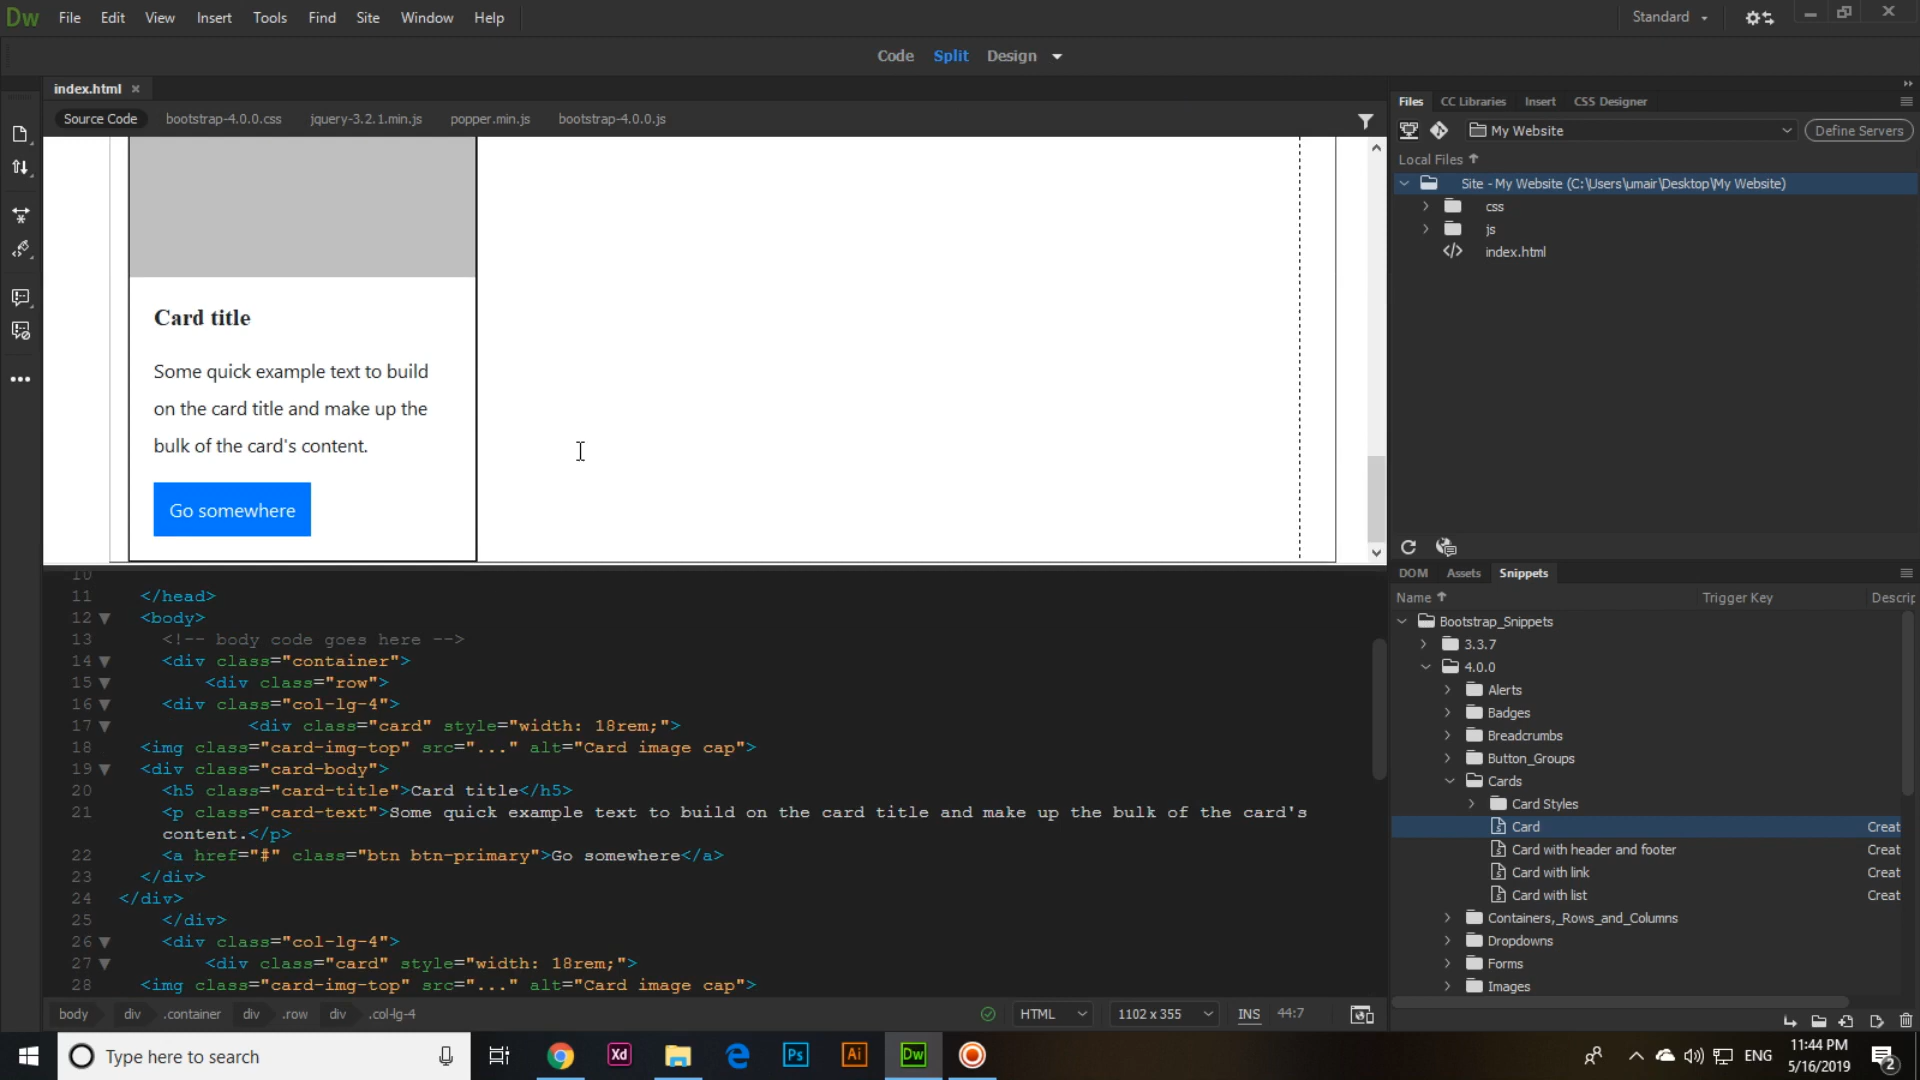 Dw File Edit View Insert Tools Find Site Window Help Standard
Code Split Design
index.html
Source Code bootstrap-4.0.0.css jquery-3.2.1.min.js popper.min.js bootstrap-4.0.0.js
Card title
Some quick example text to build
on the card title and make up the
bulk of the card's content.
Go somewhere
10
11 </head>
12 <body>
13 <!-- body code goes here -->
14 <div class="container">
15 <div class="row">
16 <div class="col-lg-4">
17 <div class="card" style="width: 18rem;">
18 <img class="card-img-top" src="..." alt="Card image cap">
19 <div class="card-body">
20 <h5 class="card-title">Card title</h5>
21 <p class="card-text">Some quick example text to build on the card title and make up the bulk of the card's
content.</p>
22 <a href="#" class="btn btn-primary">Go somewhere</a>
23 </div>
24 </div>
25 </div>
26 <div class="col-lg-4">
27 <div class="card" style="width: 18rem;">
28 <img class="card-img-top" src="..." alt="Card image cap">
body div .container div .row div .col-lg-4 HTML 1102 x 355 INS 44:7
Files CC Libraries Insert CSS Designer
My Website Define Servers
Local Files
Site - My Website (C:\Users\umair\Desktop\My Website)
css
js
index.html
DOM Assets Snippets
Name Trigger Key Descrip
Bootstrap_Snippets
3.3.7
4.0.0
Alerts
Badges
Breadcrumbs
Button_Groups
Cards
Card Styles
Card Creat
Card with header and footer Creat
Card with link Creat
Card with list Creat
Containers,_Rows_and_Columns
Dropdowns
Forms
Images
Type here to search Xd Ps Ai Dw ENG
11:44 PM
5/16/2019
2